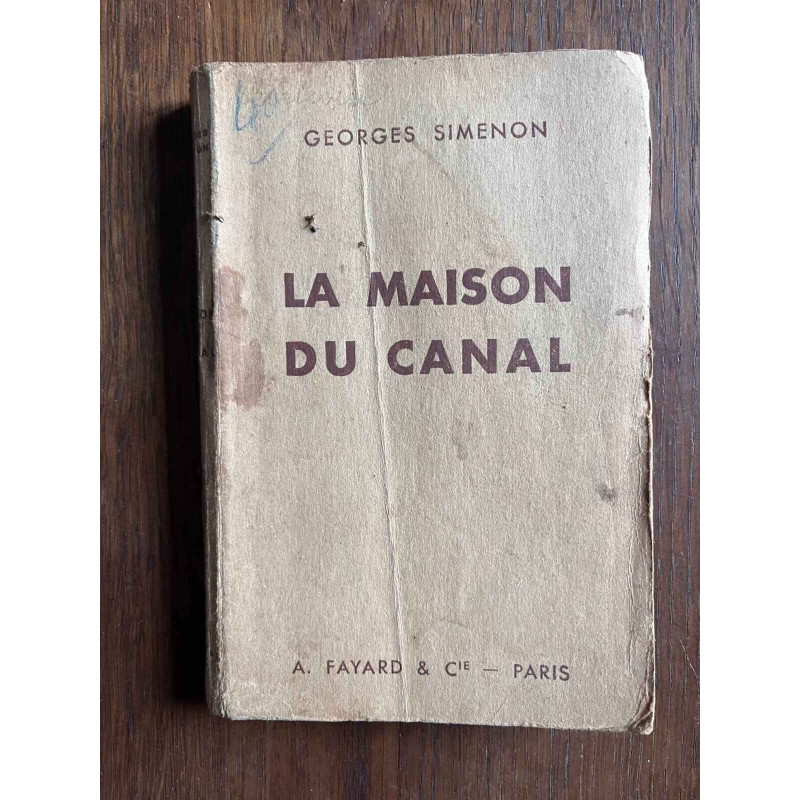 GEORGES SIMENON
LA MAISON
DU CANAL
A. FAYARD & CIE — PARIS